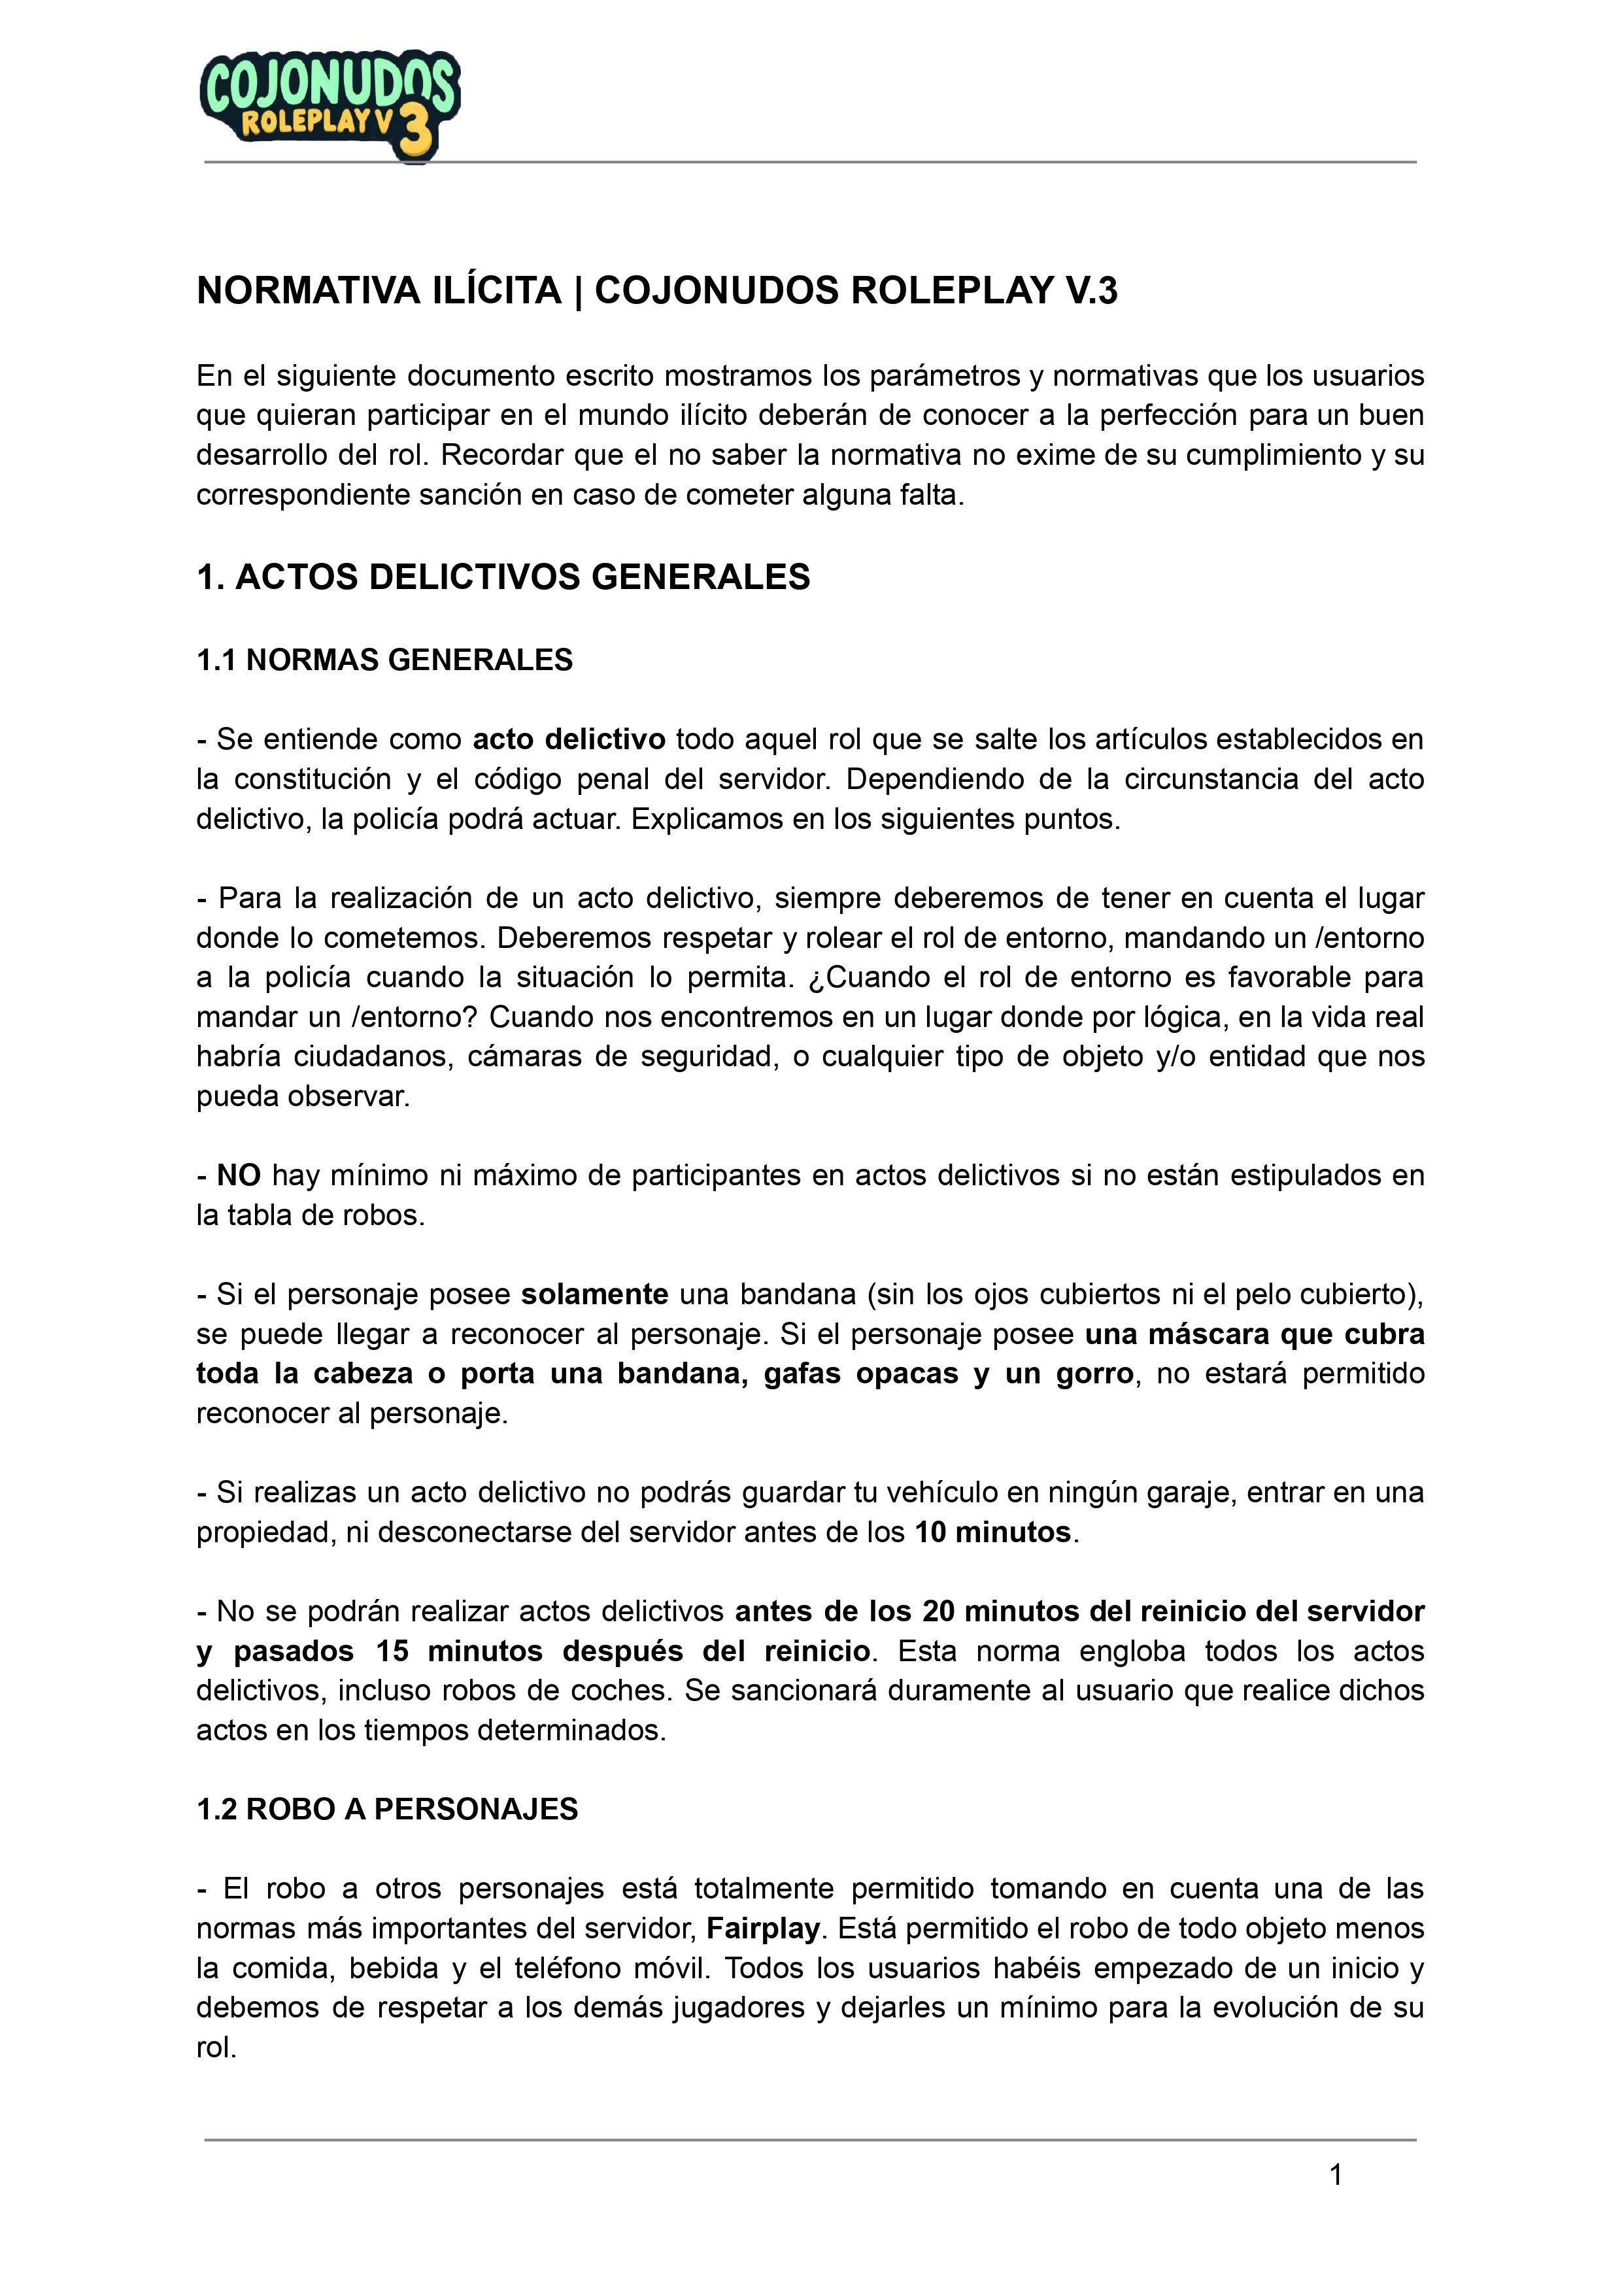 COJONUDOS
ROLEPLAY V 3
NORMATIVA ILÍCITA | COJONUDOS ROLEPLAY V.3
En el siguiente documento escrito mostramos los parámetros y normativas que los usuarios
que quieran participar en el mundo ilícito deberán de conocer a la perfección para un buen
desarrollo del rol. Recordar que el no saber la normativa no exime de su cumplimiento y su
correspondiente sanción en caso de cometer alguna falta.
1. ACTOS DELICTIVOS GENERALES
1.1 NORMAS GENERALES
- Se entiende como acto delictivo todo aquel rol que se salte los artículos establecidos en
la constitución y el código penal del servidor. Dependiendo de la circunstancia del acto
delictivo, la policía podrá actuar. Explicamos en los siguientes puntos.
- Para la realización de un acto delictivo, siempre deberemos de tener en cuenta el lugar
donde lo cometemos. Deberemos respetar y rolear el rol de entorno, mandando un /entorno
a la policía cuando la situación lo permita. ¿Cuando el rol de entorno es favorable para
mandar un /entorno? Cuando nos encontremos en un lugar donde por lógica, en la vida real
habría ciudadanos, cámaras de seguridad, o cualquier tipo de objeto y/o entidad que nos
pueda observar.
- NO hay mínimo ni máximo de participantes en actos delictivos si no están estipulados en
la tabla de robos.
- Si el personaje posee solamente una bandana (sin los ojos cubiertos ni el pelo cubierto),
se puede llegar a reconocer al personaje. Si el personaje posee una máscara que cubra
toda la cabeza o porta una bandana, gafas opacas y un gorro, no estará permitido
reconocer al personaje.
- Si realizas un acto delictivo no podrás guardar tu vehículo en ningún garaje, entrar en una
propiedad, ni desconectarse del servidor antes de los 10 minutos.
- No se podrán realizar actos delictivos antes de los 20 minutos del reinicio del servidor
y pasados 15 minutos después del reinicio. Esta norma engloba todos los actos
delictivos, incluso robos de coches. Se sancionará duramente al usuario que realice dichos
actos en los tiempos determinados.
1.2 ROBO A PERSONAJES
- El robo a otros personajes está totalmente permitido tomando en cuenta una de las
normas más importantes del servidor, Fairplay. Está permitido el robo de todo objeto menos
la comida, bebida y el teléfono móvil. Todos los usuarios habéis empezado de un inicio y
debemos de respetar a los demás jugadores y dejarles un mínimo para la evolución de su
rol.
1